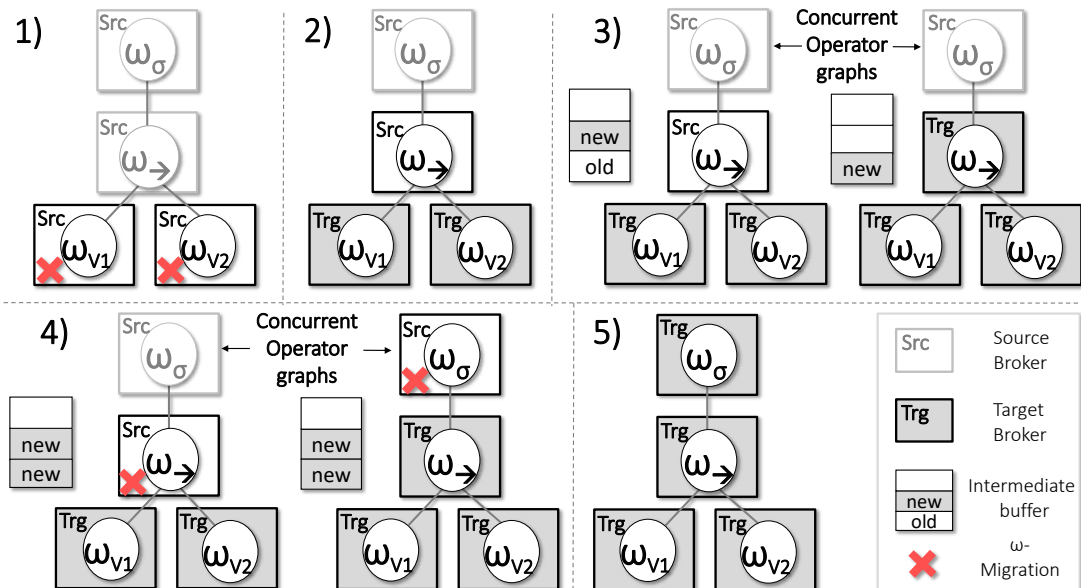 1)
Src
ωσ
Src
ω→
Src
ωV1
Src
ωV2
2)
Src
ωσ
Src
ω→
Trg
ωV1
Trg
ωV2
3)
Concurrent
Operator
graphs
Src
ωσ
new
old
Src
ω→
Trg
ωV1
Trg
ωV2
Src
ωσ
new
Trg
ω→
Trg
ωV1
Trg
ωV2
4)
Concurrent
Operator
graphs
Src
ωσ
new
new
Src
ω→
Trg
ωV1
Trg
ωV2
Src
ωσ
new
new
Trg
ω→
Trg
ωV1
Trg
ωV2
5)
Trg
ωσ
Trg
ω→
Trg
ωV1
Trg
ωV2
Src
Source
Broker
Trg
Target
Broker
new
old
Intermediate
buffer
ω-
Migration